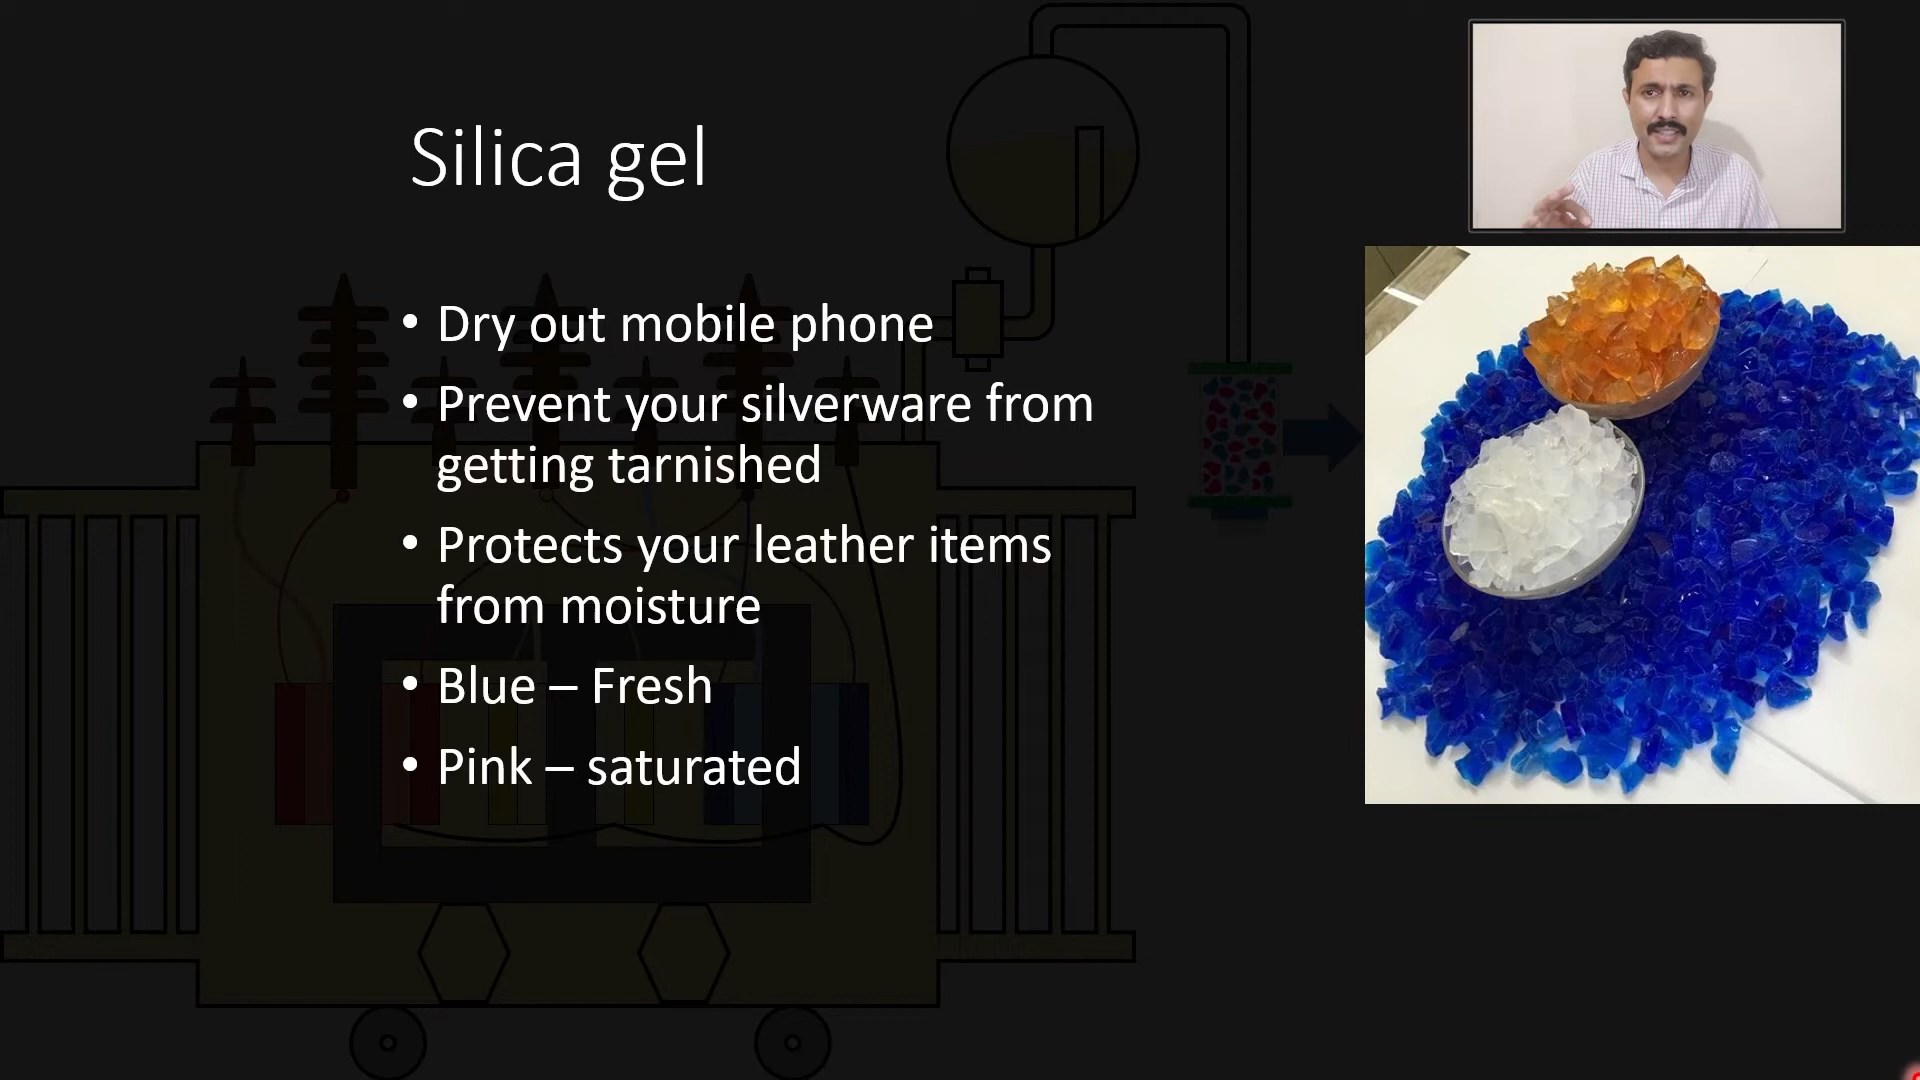 Silica gel
• Dry out mobile phone
• Prevent your silverware from
getting tarnished
• Protects your leather items
from moisture
• Blue – Fresh
• Pink – saturated